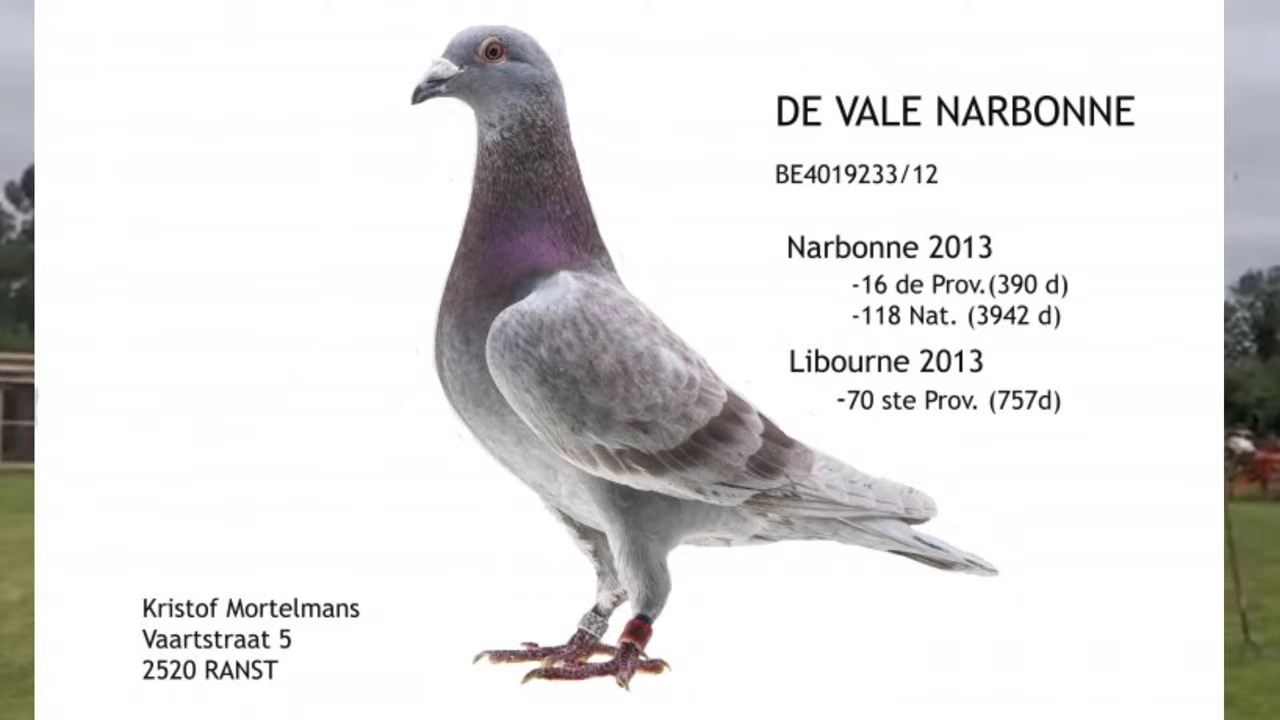 DE VALE NARBONNE
BE4019233/12
Narbonne 2013
-16 de Prov.(390 d)
-118 Nat. (3942 d)
Libourne 2013
-70 ste Prov. (757d)
Kristof Mortelmans
Vaartstraat 5
2520 RANST